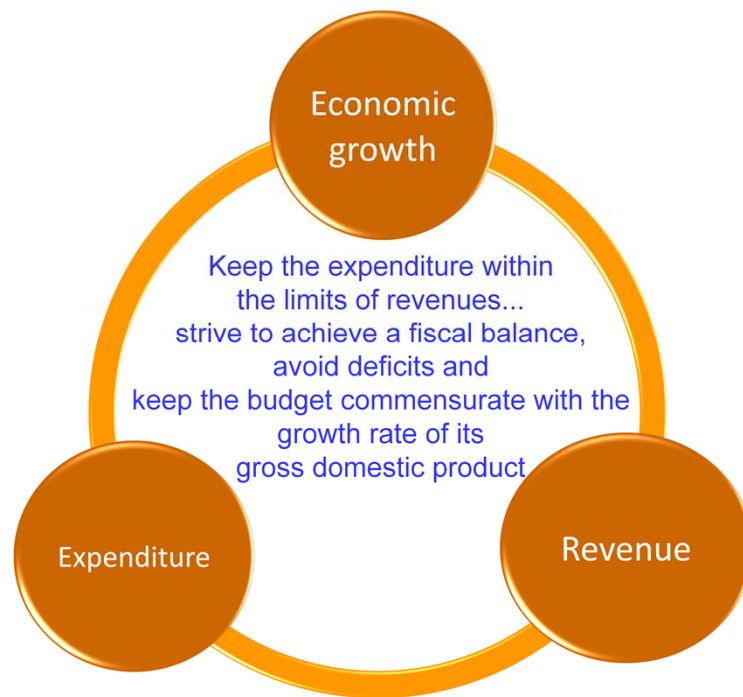 Economic
growth
Keep the expenditure within
the limits of revenues...
strive to achieve a fiscal balance,
avoid deficits and
keep the budget commensurate with the
growth rate of its
gross domestic product
Expenditure
Revenue